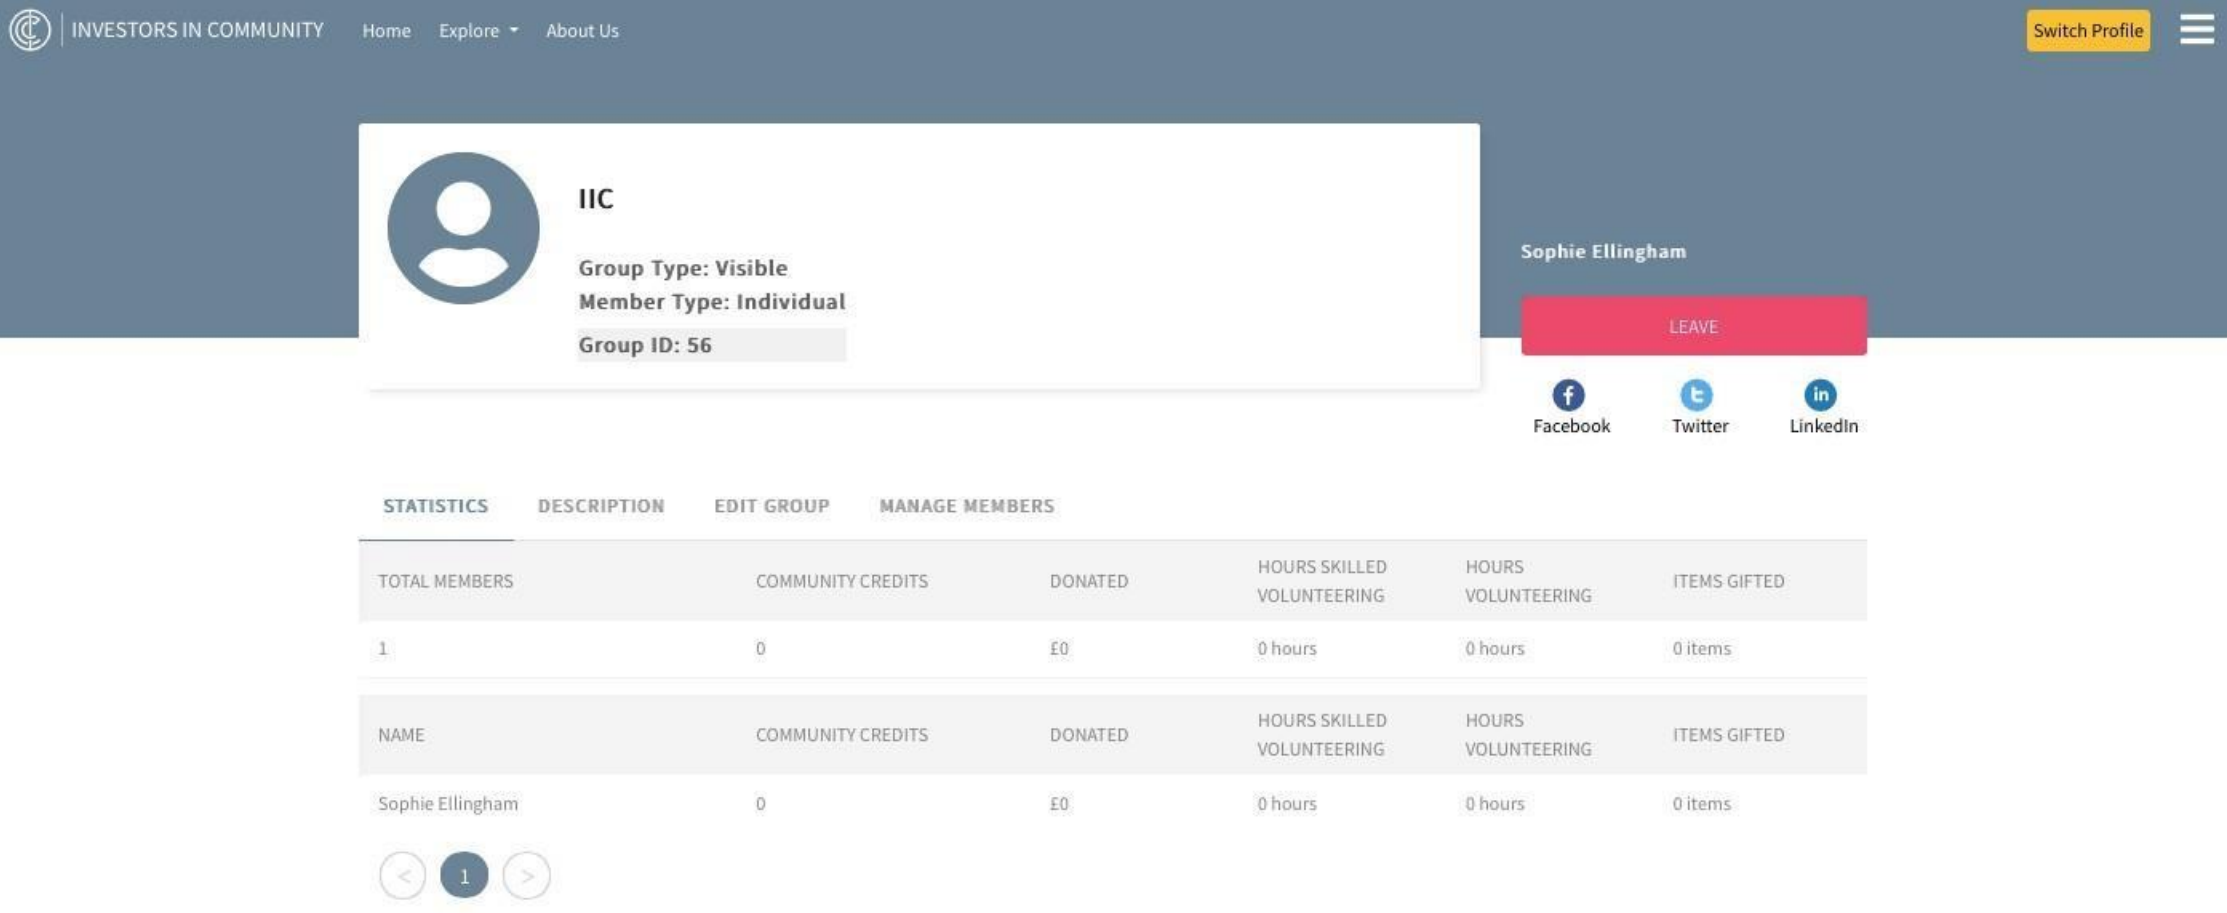 INVESTORS IN COMMUNITY Home Explore About Us Switch Profile
IIC
Group Type: Visible
Member Type: Individual
Group ID: 56
Sophie Ellingham
LEAVE
Facebook Twitter LinkedIn
STATISTICS DESCRIPTION EDIT GROUP MANAGE MEMBERS
TOTAL MEMBERS COMMUNITY CREDITS DONATED HOURS SKILLED VOLUNTEERING HOURS VOLUNTEERING ITEMS GIFTED
1 0 £0 0 hours 0 hours 0 items
NAME COMMUNITY CREDITS DONATED HOURS SKILLED VOLUNTEERING HOURS VOLUNTEERING ITEMS GIFTED
Sophie Ellingham 0 £0 0 hours 0 hours 0 items
< 1 >